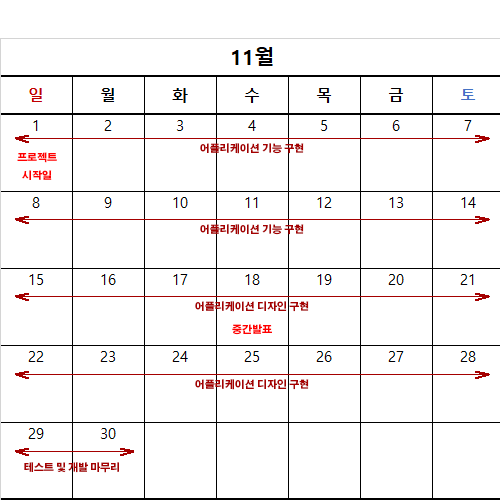 11월
일 월 화 수 목 금 토
1 2 3 4 5 6 7
어플리케이션 기능 구현
프로젝트
시작일
8 9 10 11 12 13 14
어플리케이션 기능 구현
15 16 17 18 19 20 21
어플리케이션 디자인 구현
중간발표
22 23 24 25 26 27 28
어플리케이션 디자인 구현
29 30
테스트 및 개발 마무리